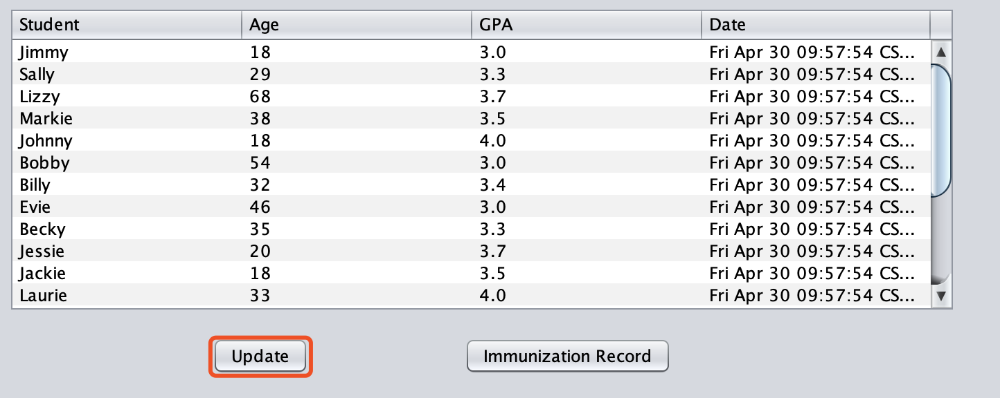 Student Age GPA Date
Jimmy 18 3.0 Fri Apr 30 09:57:54 CS...
Sally 29 3.3 Fri Apr 30 09:57:54 CS...
Lizzy 68 3.7 Fri Apr 30 09:57:54 CS...
Markie 38 3.5 Fri Apr 30 09:57:54 CS...
Johnny 18 4.0 Fri Apr 30 09:57:54 CS...
Bobby 54 3.0 Fri Apr 30 09:57:54 CS...
Billy 32 3.4 Fri Apr 30 09:57:54 CS...
Evie 46 3.0 Fri Apr 30 09:57:54 CS...
Becky 35 3.3 Fri Apr 30 09:57:54 CS...
Jessie 20 3.7 Fri Apr 30 09:57:54 CS...
Jackie 18 3.5 Fri Apr 30 09:57:54 CS...
Laurie 33 4.0 Fri Apr 30 09:57:54 CS...
Update Immunization Record